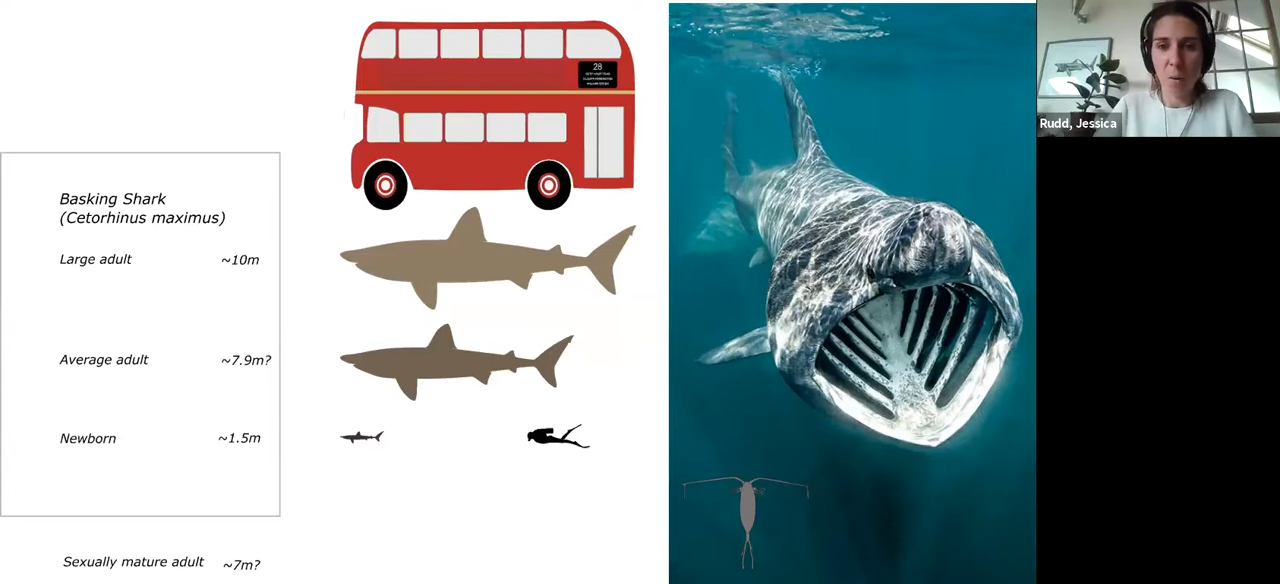 Basking Shark
(Cetorhinus maximus)
Large adult ~10m
Average adult ~7.9m?
Newborn ~1.5m
Sexually mature adult ~7m?
28
Rudd, Jessica